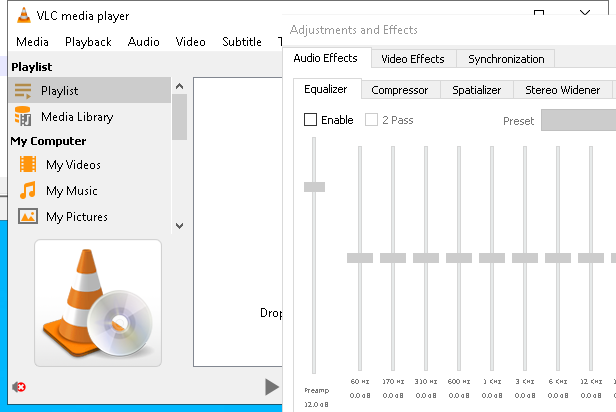 VLC media player
Media Playback Audio Video Subtitle
Playlist
Playlist
Media Library
My Computer
My Videos
My Music
My Pictures
Adjustments and Effects
Audio Effects Video Effects Synchronization
Equalizer Compressor Spatializer Stereo Widener
Enable 2 Pass Preset
60 Hz 170 Hz 310 Hz 600 Hz 1 KHz 3 KHz 6 KHz 12 KHz
Preamp 0.0 dB 0.0 dB 0.0 dB 0.0 dB 0.0 dB 0.0 dB 0.0 dB 0.0 dB
12.0 dB